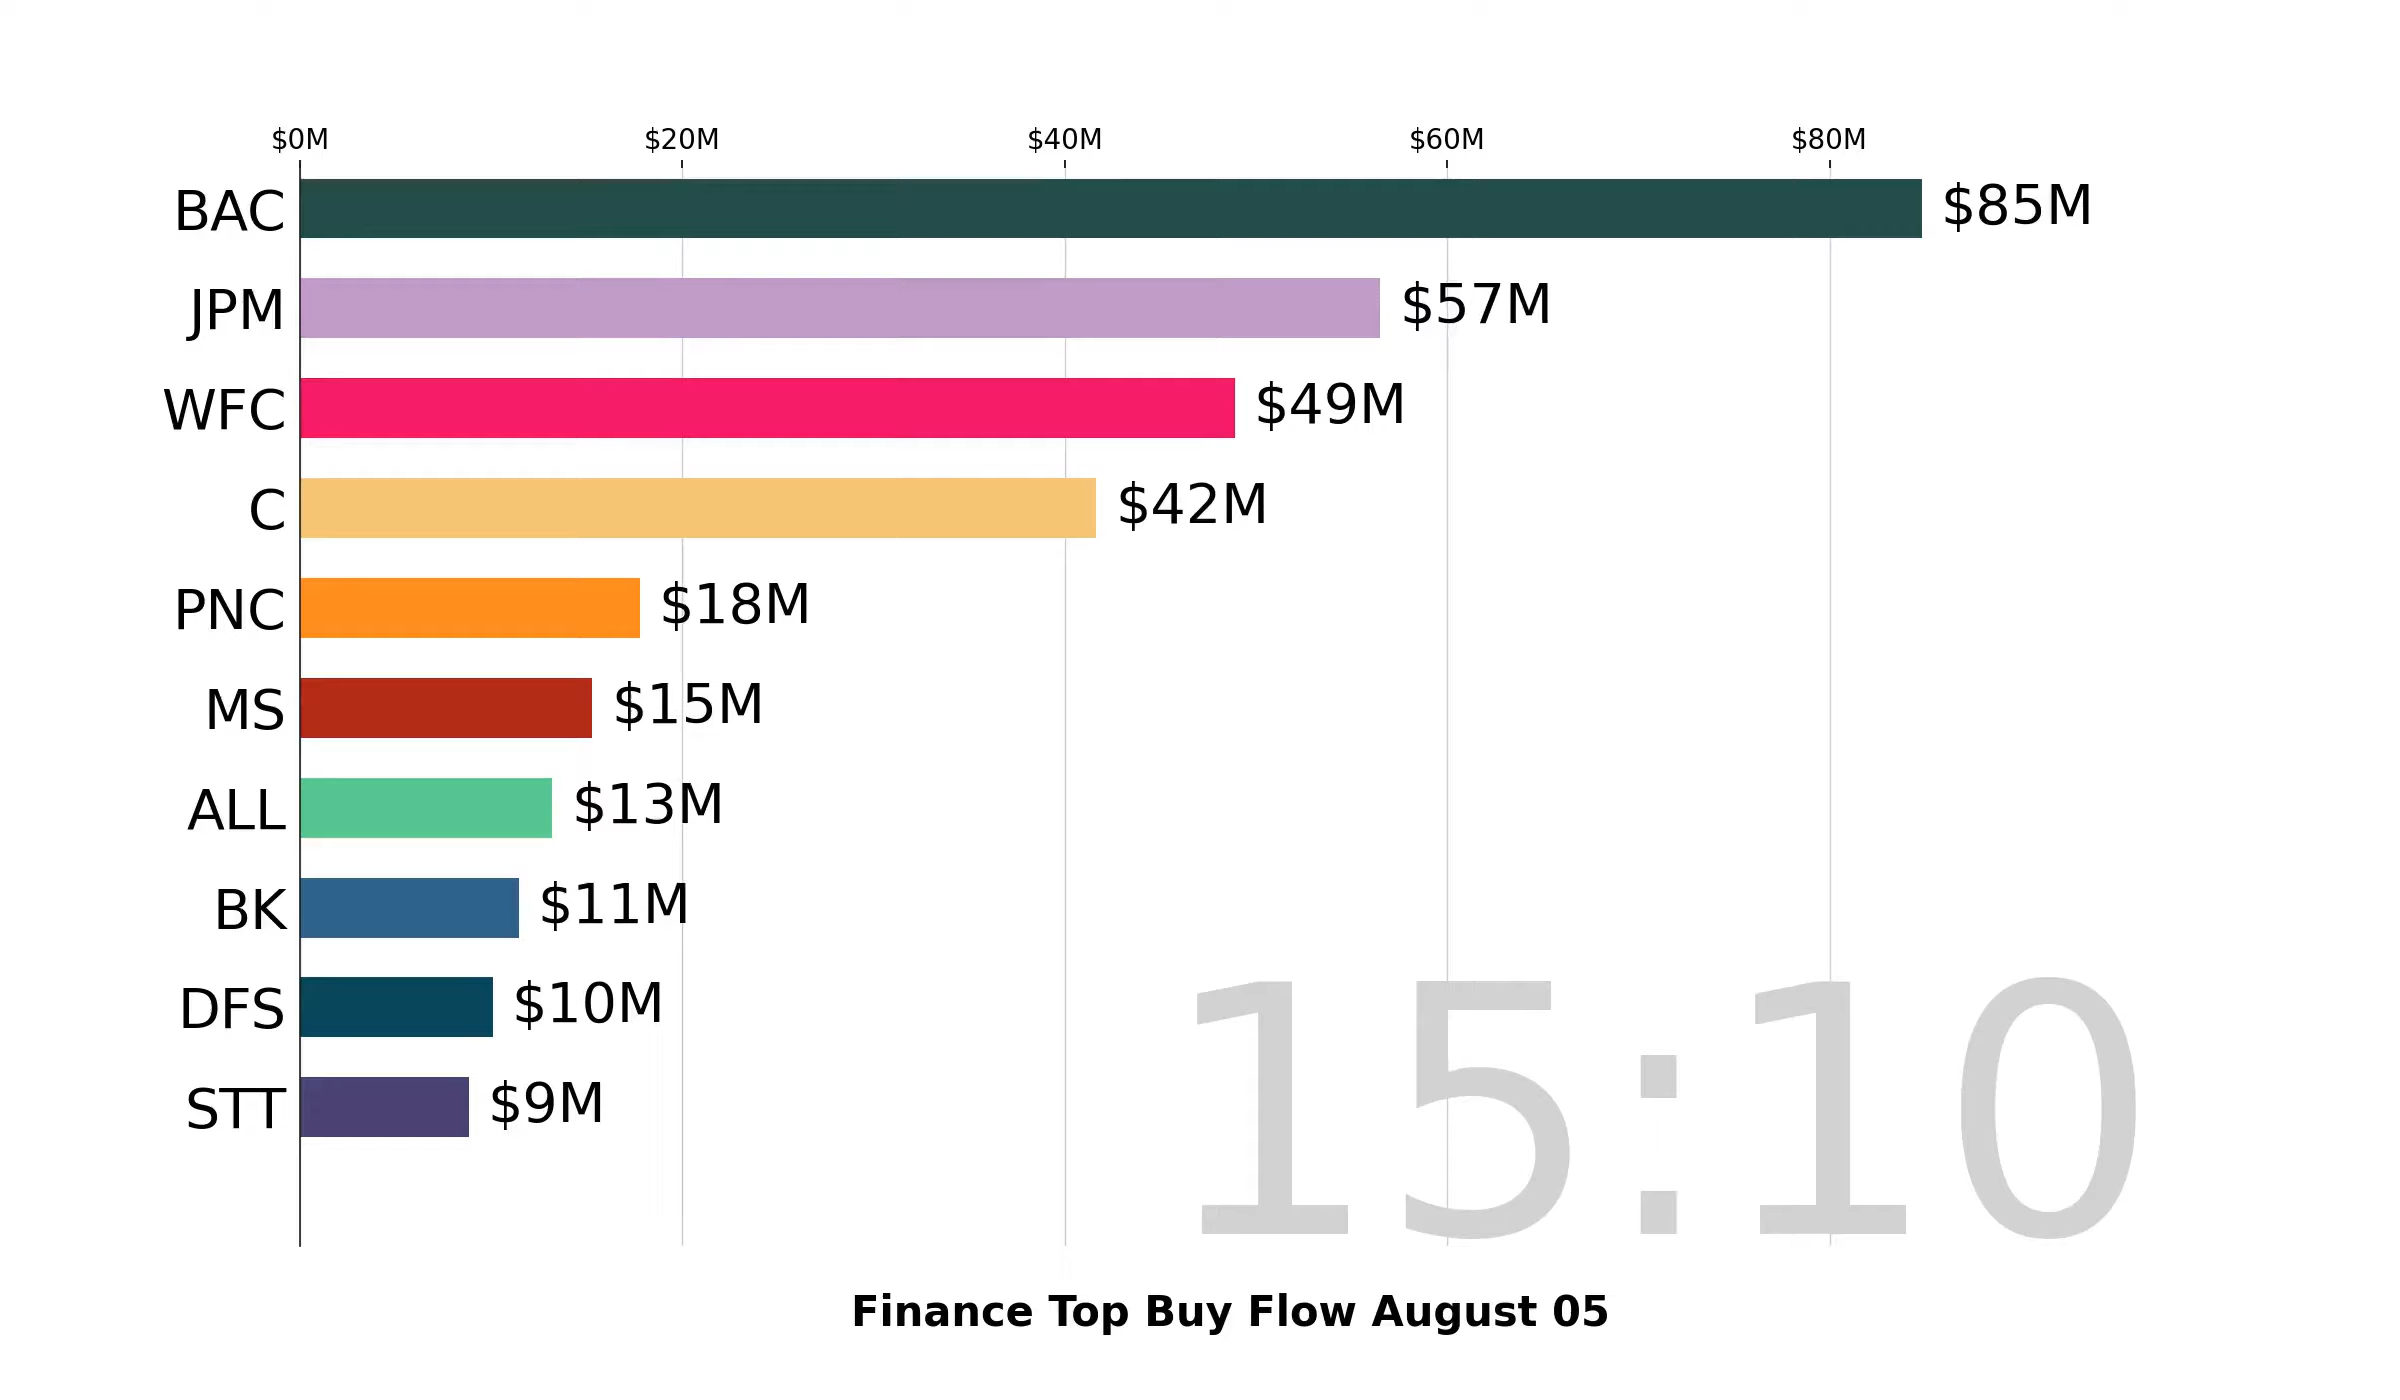 $0M $20M $40M $60M $80M
BAC $85M
JPM $57M
WFC $49M
C $42M
PNC $18M
MS $15M
ALL $13M
BK $11M
DFS $10M
STT $9M
15:10
Finance Top Buy Flow August 05